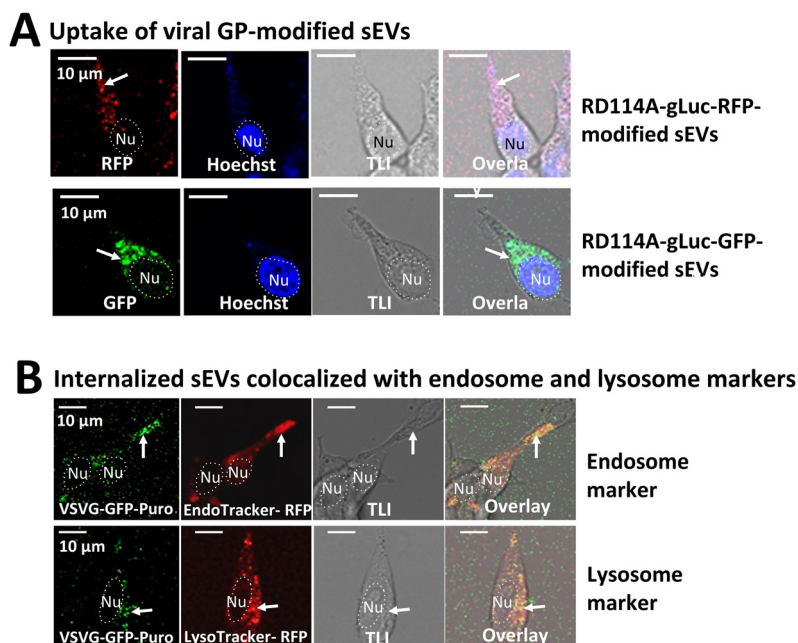 A Uptake of viral GP-modified sEVs
10 µm
Nu
RFP
Hoechst
Nu
TLI
Nu
Overla
RD114A-gLuc-RFP-
modified sEVs
10 µm
Nu
GFP
Nu
Hoechst
Nu
TLI
Nu
Overla
RD114A-gLuc-GFP-
modified sEVs
B Internalized sEVs colocalized with endosome and lysosome markers
10 µm
Nu Nu
VSVG-GFP-Puro
Nu Nu
EndoTracker- RFP
Nu Nu
TLI
Nu Nu
Overlay
Endosome
marker
10 µm
Nu
VSVG-GFP-Puro
Nu
LysoTracker- RFP
Nu
TLI
Nu
Overlay
Lysosome
marker